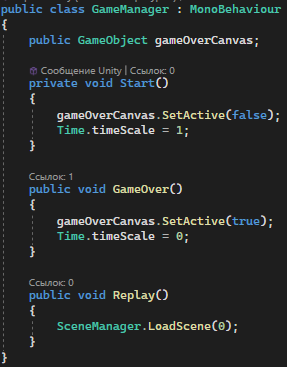 public class GameManager : MonoBehaviour
{
public GameObject gameOverCanvas;
Сообщение Unity | Ссылок: 0
private void Start()
{
gameOverCanvas.SetActive(false);
Time.timeScale = 1;
}
Ссылок: 1
public void GameOver()
{
gameOverCanvas.SetActive(true);
Time.timeScale = 0;
}
Ссылок: 0
public void Replay()
{
SceneManager.LoadScene(0);
}
}